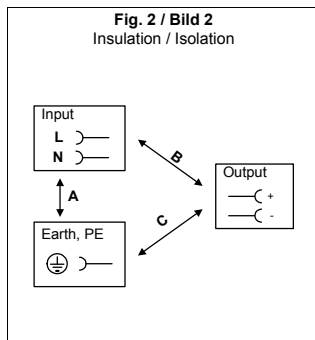 Fig. 2 / Bild 2
Insulation / Isolation
Input
L
N
B
Output
+
-
A
C
Earth, PE